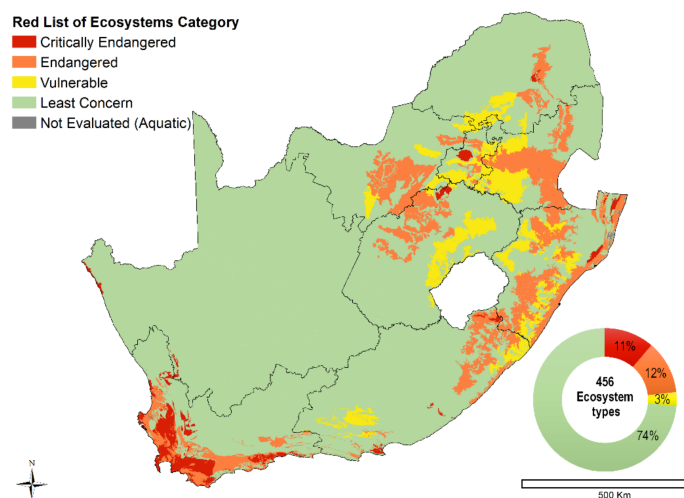 Red List of Ecosystems Category
Critically Endangered
Endangered
Vulnerable
Least Concern
Not Evaluated (Aquatic)
11%
12%
3%
456
Ecosystem
types
74%
N
500 Km